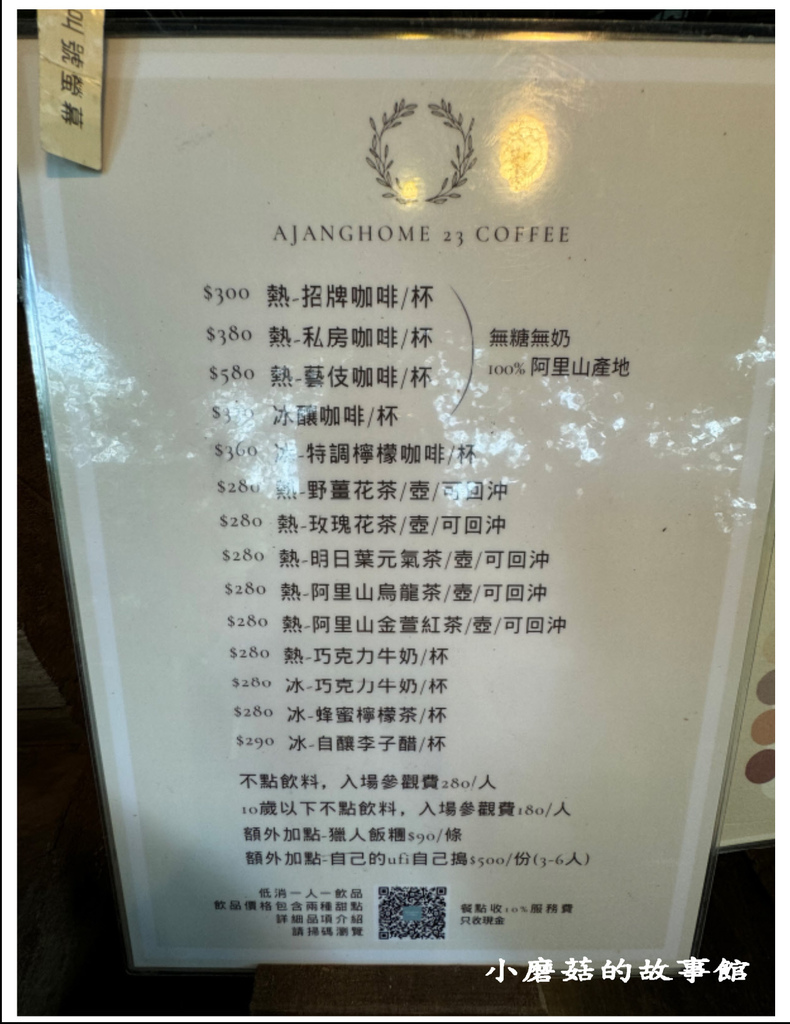 號螢幕
AJANGHOME 23 COFFEE
$300 熱-招牌咖啡/杯
$380 熱-私房咖啡/杯
$580 熱-藝伎咖啡/杯
冰釀咖啡/杯
無糖無奶
100% 阿里山產地
$360 冰-特調檸檬咖啡/杯
$280 熱-野薑花茶/壺/可回沖
$280 熱-玫瑰花茶/壺/可回沖
$280 熱-明日葉元氣茶/壺/可回沖
$280 熱-阿里山烏龍茶/壺/可回沖
$280 熱-阿里山金萱紅茶/壺/可回沖
$280 熱-巧克力牛奶/杯
$280 冰-巧克力牛奶/杯
$280 冰-蜂蜜檸檬茶/杯
$290 冰-自釀李子醋/杯
不點飲料，入場參觀費280/人
10歲以下不點飲料，入場參觀費180/人
額外加點-獵人飯糰$90/條
額外加點-自己的ufi自己搗$500/份(3-6人)
低消一人一飲品
飲品價格包含兩種甜點
詳細品項介紹
請掃碼瀏覽
餐點收10%服務費
只收現金
小磨菇的故事館